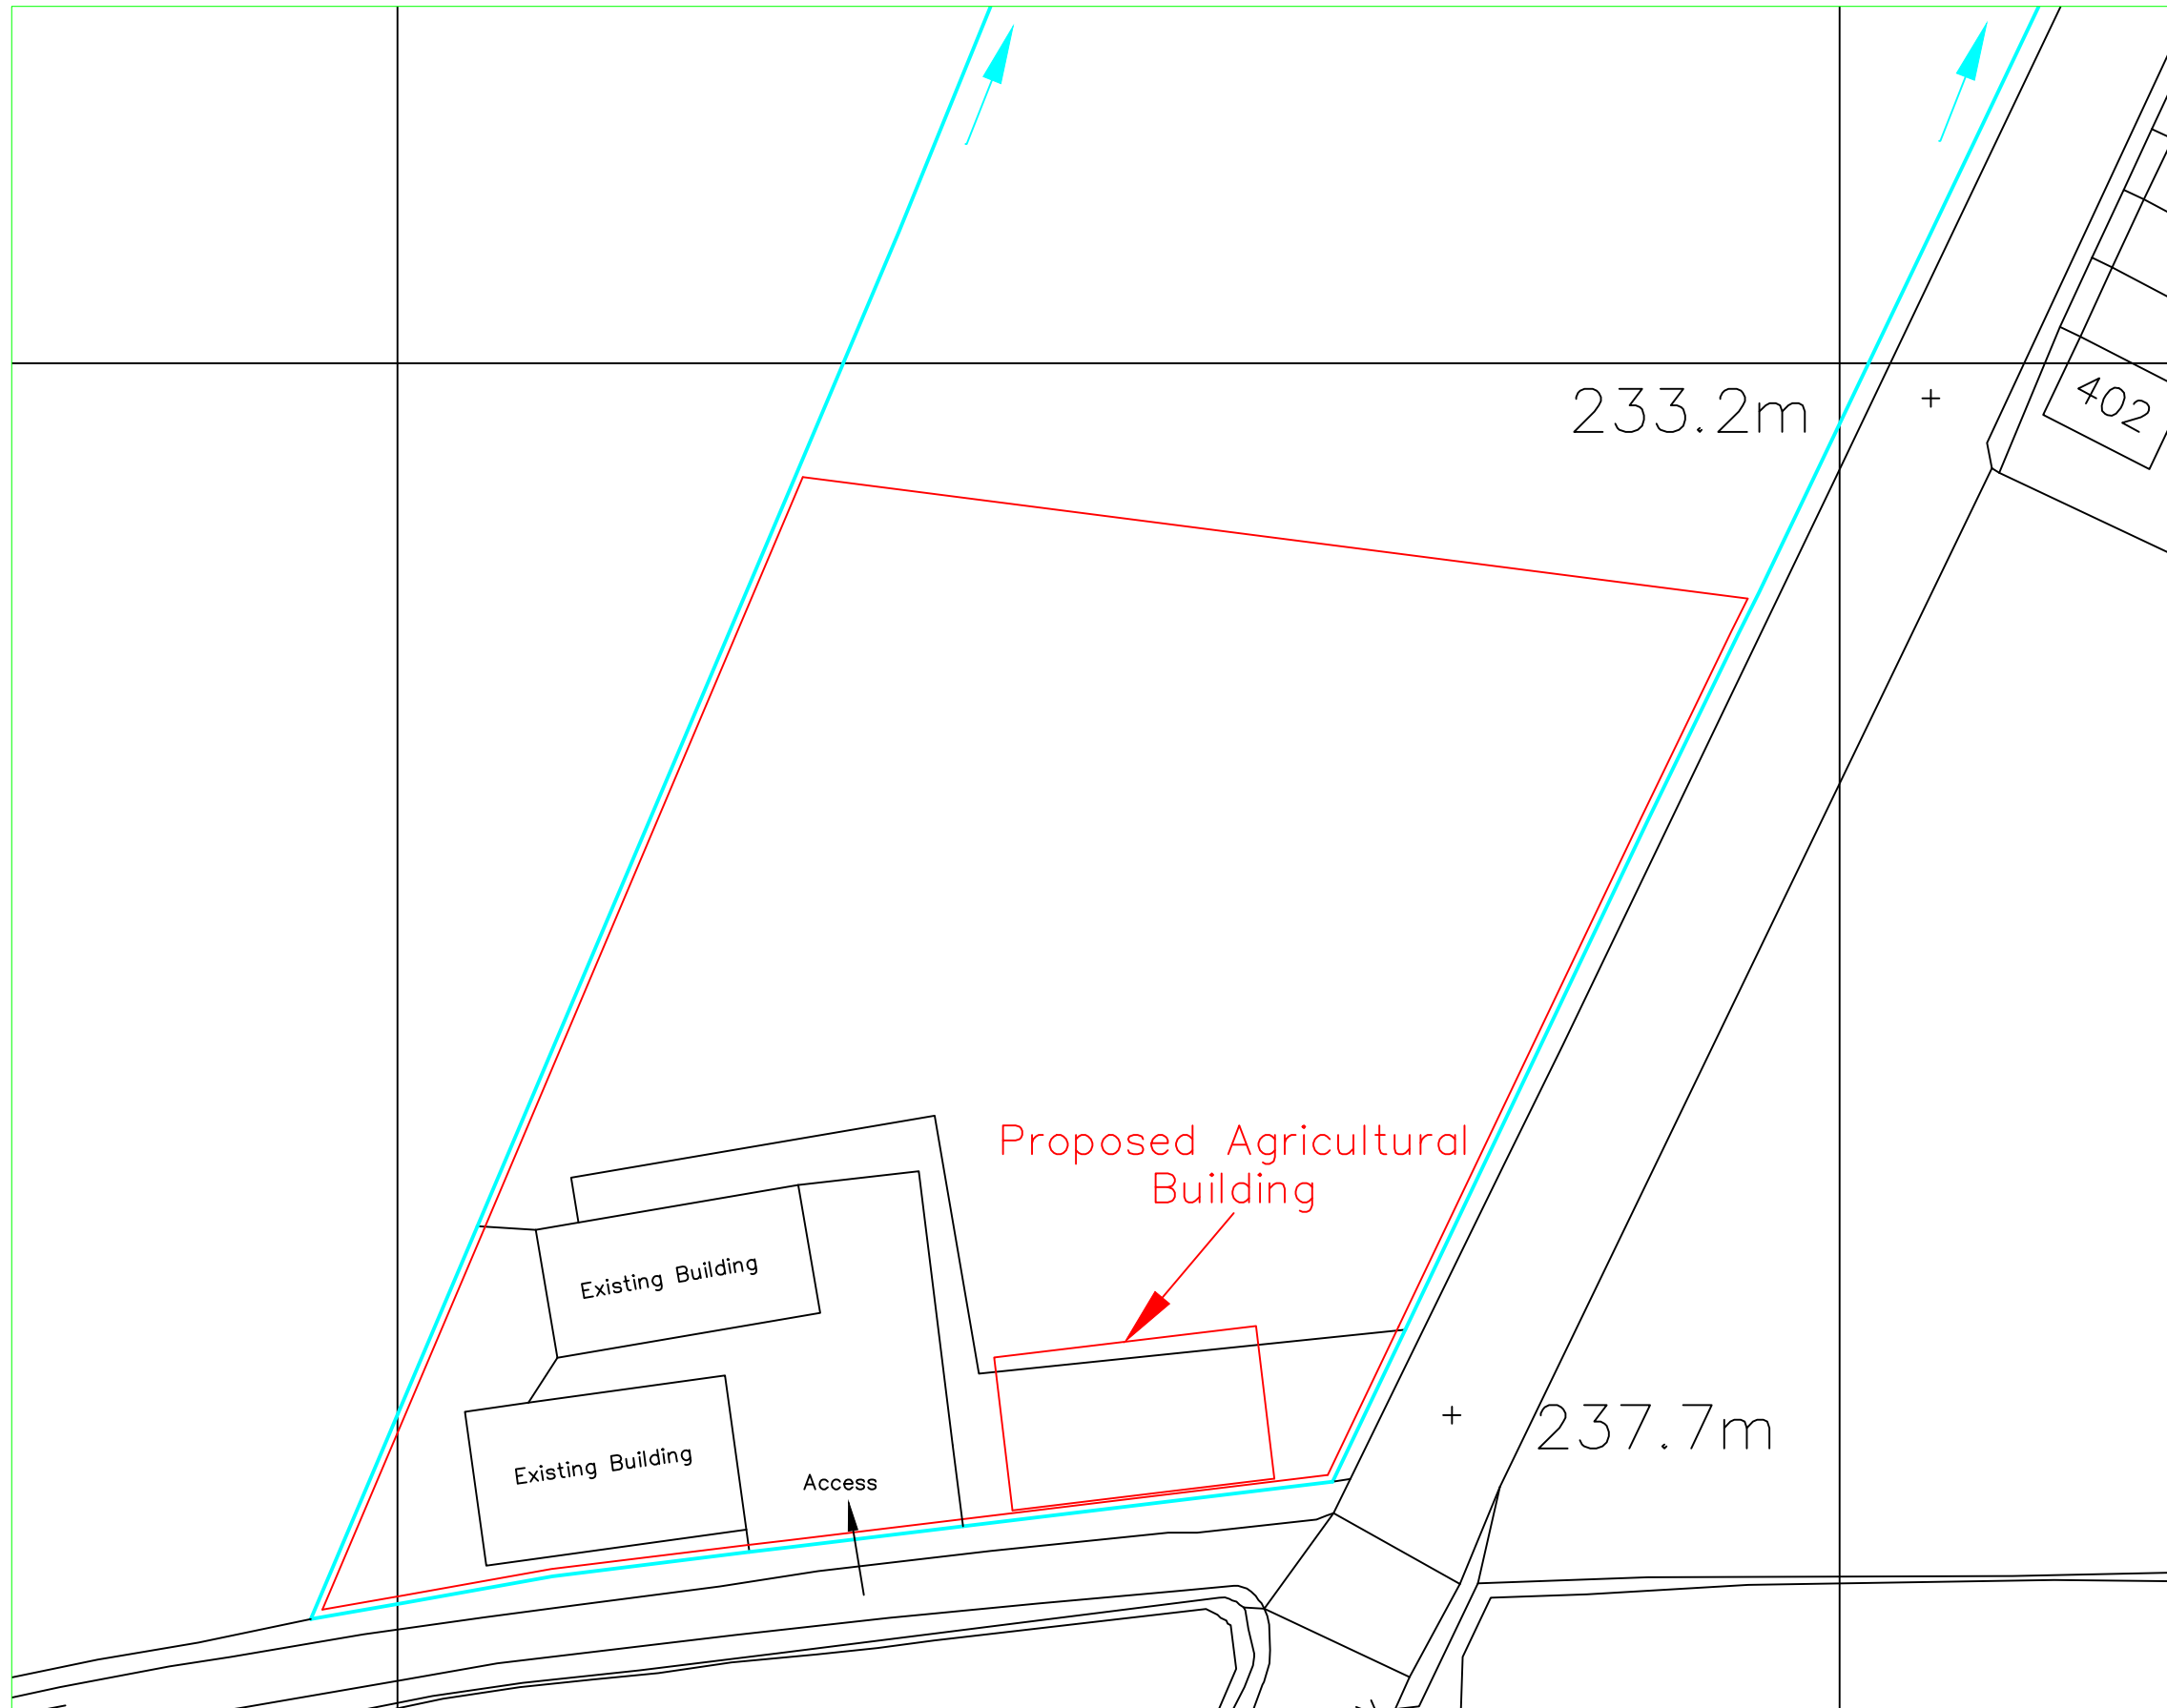 233.2m
402
Proposed Agricultural
Building
Existing Building
237.7m
Existing Building
Access